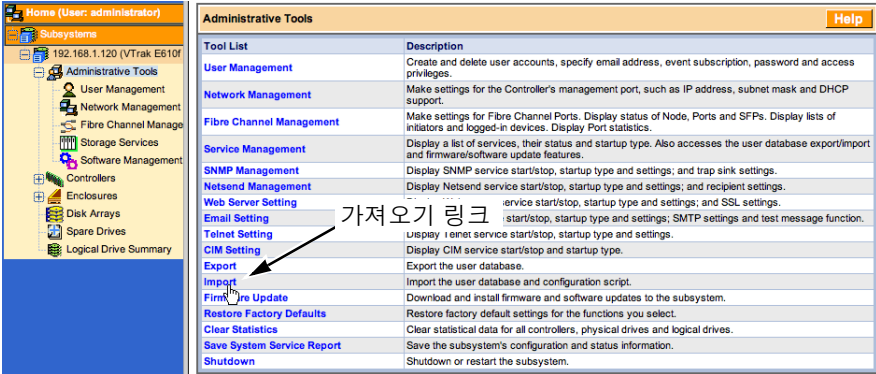 Home (User: administrator)
Subsystems
192.168.1.120 (VTrak E610f
Administrative Tools
User Management
Network Management
Fibre Channel Manage
Storage Services
Software Management
Controllers
Enclosures
Disk Arrays
Spare Drives
Logical Drive Summary
Administrative Tools
Help
Tool List Description
User Management Create and delete user accounts, specify email address, event subscription, password and access
privileges.
Network Management Make settings for the Controller's management port, such as IP address, subnet mask and DHCP
support.
Fibre Channel Management Make settings for Fibre Channel Ports. Display status of Node, Ports and SFPs. Display lists of
initiators and logged-in devices. Display Port statistics.
Service Management Display a list of services, their status and startup type. Also accesses the user database export/import
and firmware/software update features.
SNMP Management Display SNMP service start/stop, startup type and settings; and trap sink settings.
Netsend Management Display Netsend service start/stop, startup type and settings; and recipient settings.
Web Server Setting service start/stop, startup type and settings; and SSL settings.
가져오기 링크
Email Setting start/stop, startup type and settings; SMTP settings and test message function.
Telnet Setting Display Telnet service start/stop, startup type and settings.
CIM Setting Display CIM service start/stop and startup type.
Export Export the user database.
Import Import the user database and configuration script.
Firmware Update Download and install firmware and software updates to the subsystem.
Restore Factory Defaults Restore factory default settings for the functions you select.
Clear Statistics Clear statistical data for all controllers, physical drives and logical drives.
Save System Service Report Save the subsystem's configuration and status information.
Shutdown Shutdown or restart the subsystem.